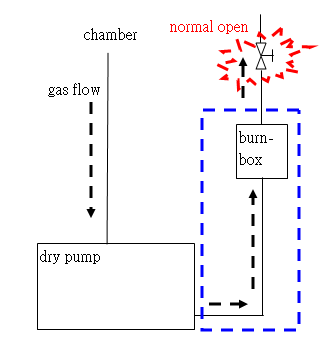 normal open
chamber
gas flow
burn-
box
dry pump